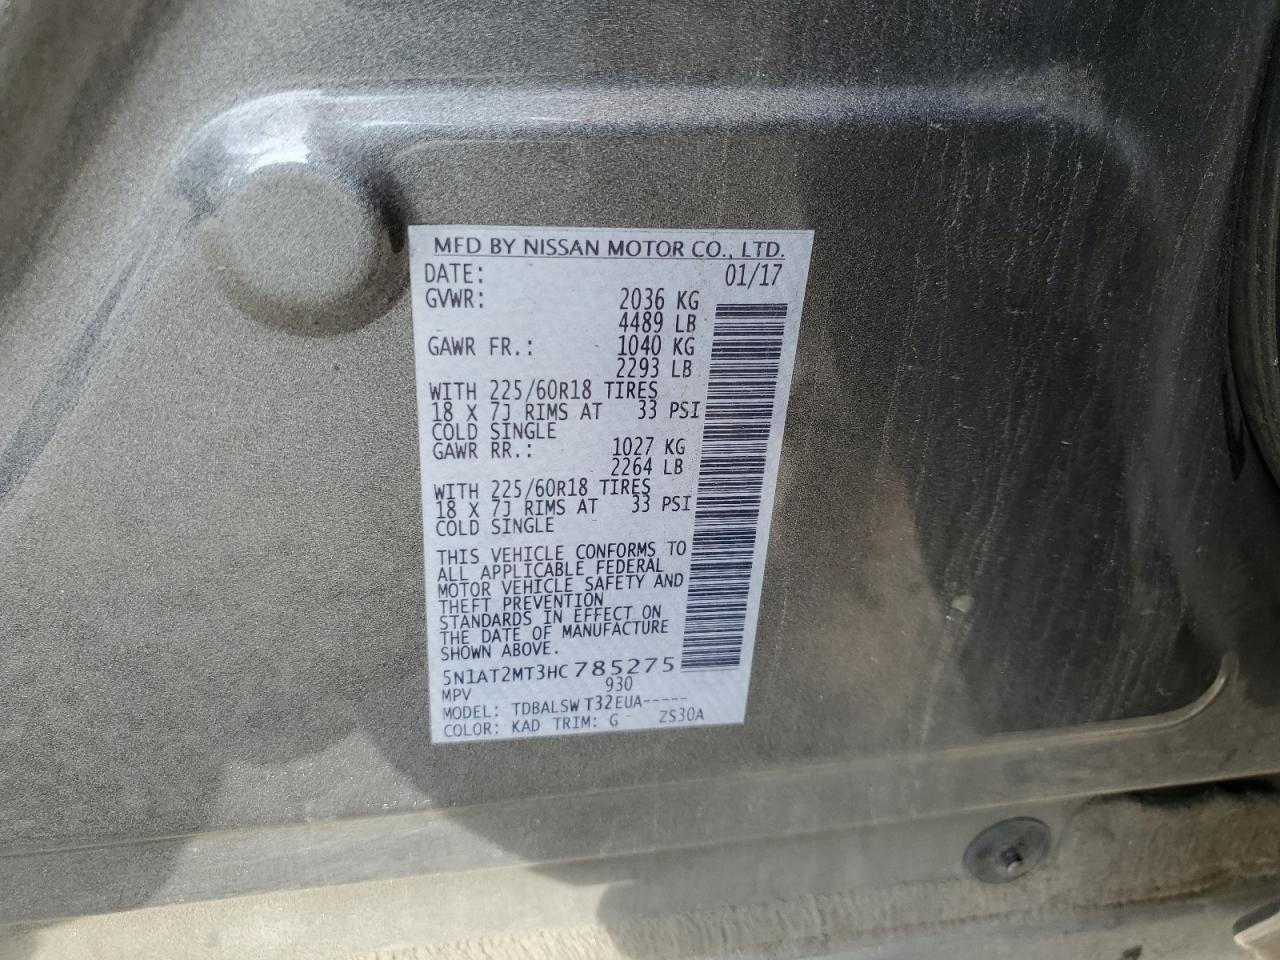 MFD BY NISSAN MOTOR CO., LTD.
DATE: 01/17
GVWR: 2036 KG
4489 LB
GAWR FR.: 1040 KG
2293 LB
WITH 225/60R18 TIRES
18 X 7J RIMS AT 33 PSI
COLD SINGLE
GAWR RR.: 1027 KG
2264 LB
WITH 225/60R18 TIRES
18 X 7J RIMS AT 33 PSI
COLD SINGLE
THIS VEHICLE CONFORMS TO
ALL APPLICABLE FEDERAL
MOTOR VEHICLE SAFETY AND
THEFT PREVENTION
STANDARDS IN EFFECT ON
THE DATE OF MANUFACTURE
SHOWN ABOVE.
5N1AT2MT3HC785275
MPV 930
MODEL: TDBALSW T32EUA-----
COLOR: KAD TRIM: G- ZS30A